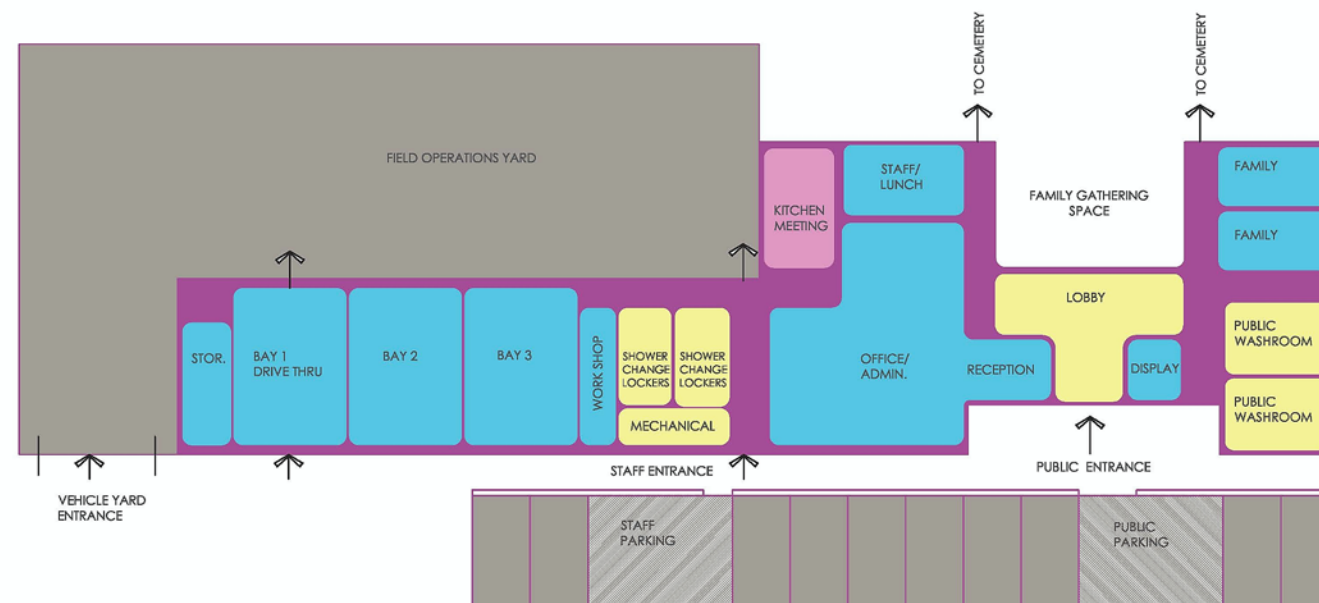 TO CEMETERY
TO CEMETERY
FIELD OPERATIONS YARD
KITCHEN
MEETING
STAFF/
LUNCH
FAMILY GATHERING
SPACE
FAMILY
FAMILY
LOBBY
STOR.
BAY 1
DRIVE THRU
BAY 2
BAY 3
WORK SHOP
SHOWER
CHANGE
LOCKERS
SHOWER
CHANGE
LOCKERS
MECHANICAL
OFFICE/
ADMIN.
RECEPTION
DISPLAY
PUBLIC
WASHROOM
PUBLIC
WASHROOM
VEHICLE YARD
ENTRANCE
STAFF ENTRANCE
PUBLIC ENTRANCE
STAFF
PARKING
PUBLIC
PARKING